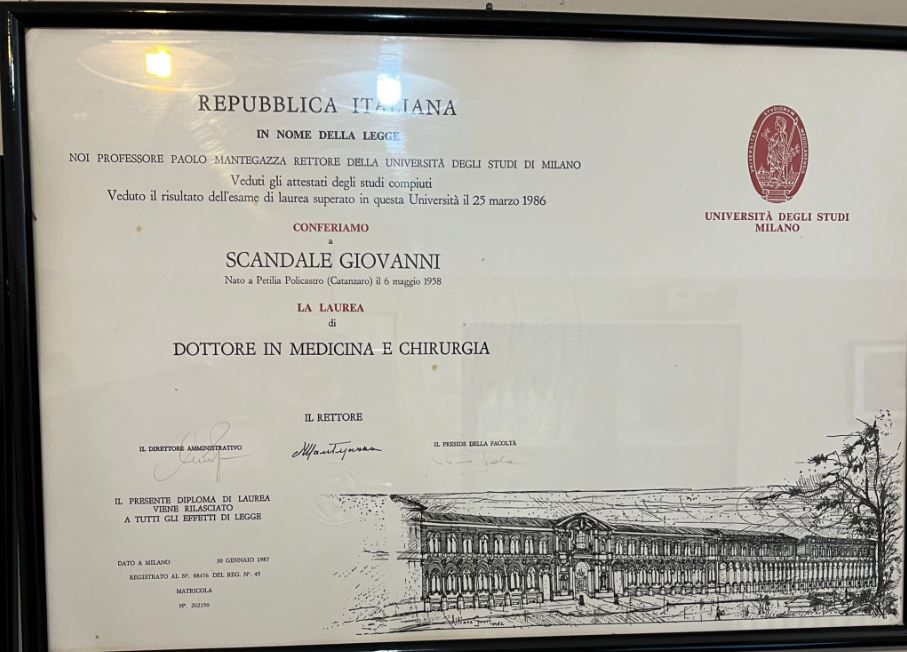 REPUBBLICA ITALIANA
IN NOME DELLA LEGGE
NOI PROFESSORE PAOLO MANTEGAZZA RETTORE DELLA UNIVERSITÀ DEGLI STUDI DI MILANO
Veduti gli attestati degli studi compiuti
Veduto il risultato dell'esame di laurea superato in questa Università il 25 marzo 1986
CONFERIAMO
a
SCANDALE GIOVANNI
Nato a Petilia Policastro (Catanzaro) il 6 maggio 1958
LA LAUREA
di
DOTTORE IN MEDICINA E CHIRURGIA
UNIVERSITÀ DEGLI STUDI
MILANO
IL RETTORE
IL DIRETTORE AMMINISTRATIVO
IL PRESIDE DELLA FACOLTÀ
IL PRESENTE DIPLOMA DI LAUREA
VIENE RILASCIATO
A TUTTI GLI EFFETTI DI LEGGE
DATO A MILANO 30 GENNAIO 1987
REGISTRATO AL Nº. 88476 DEL REG. Nº. 45
MATRICOLA
Nº. 202190